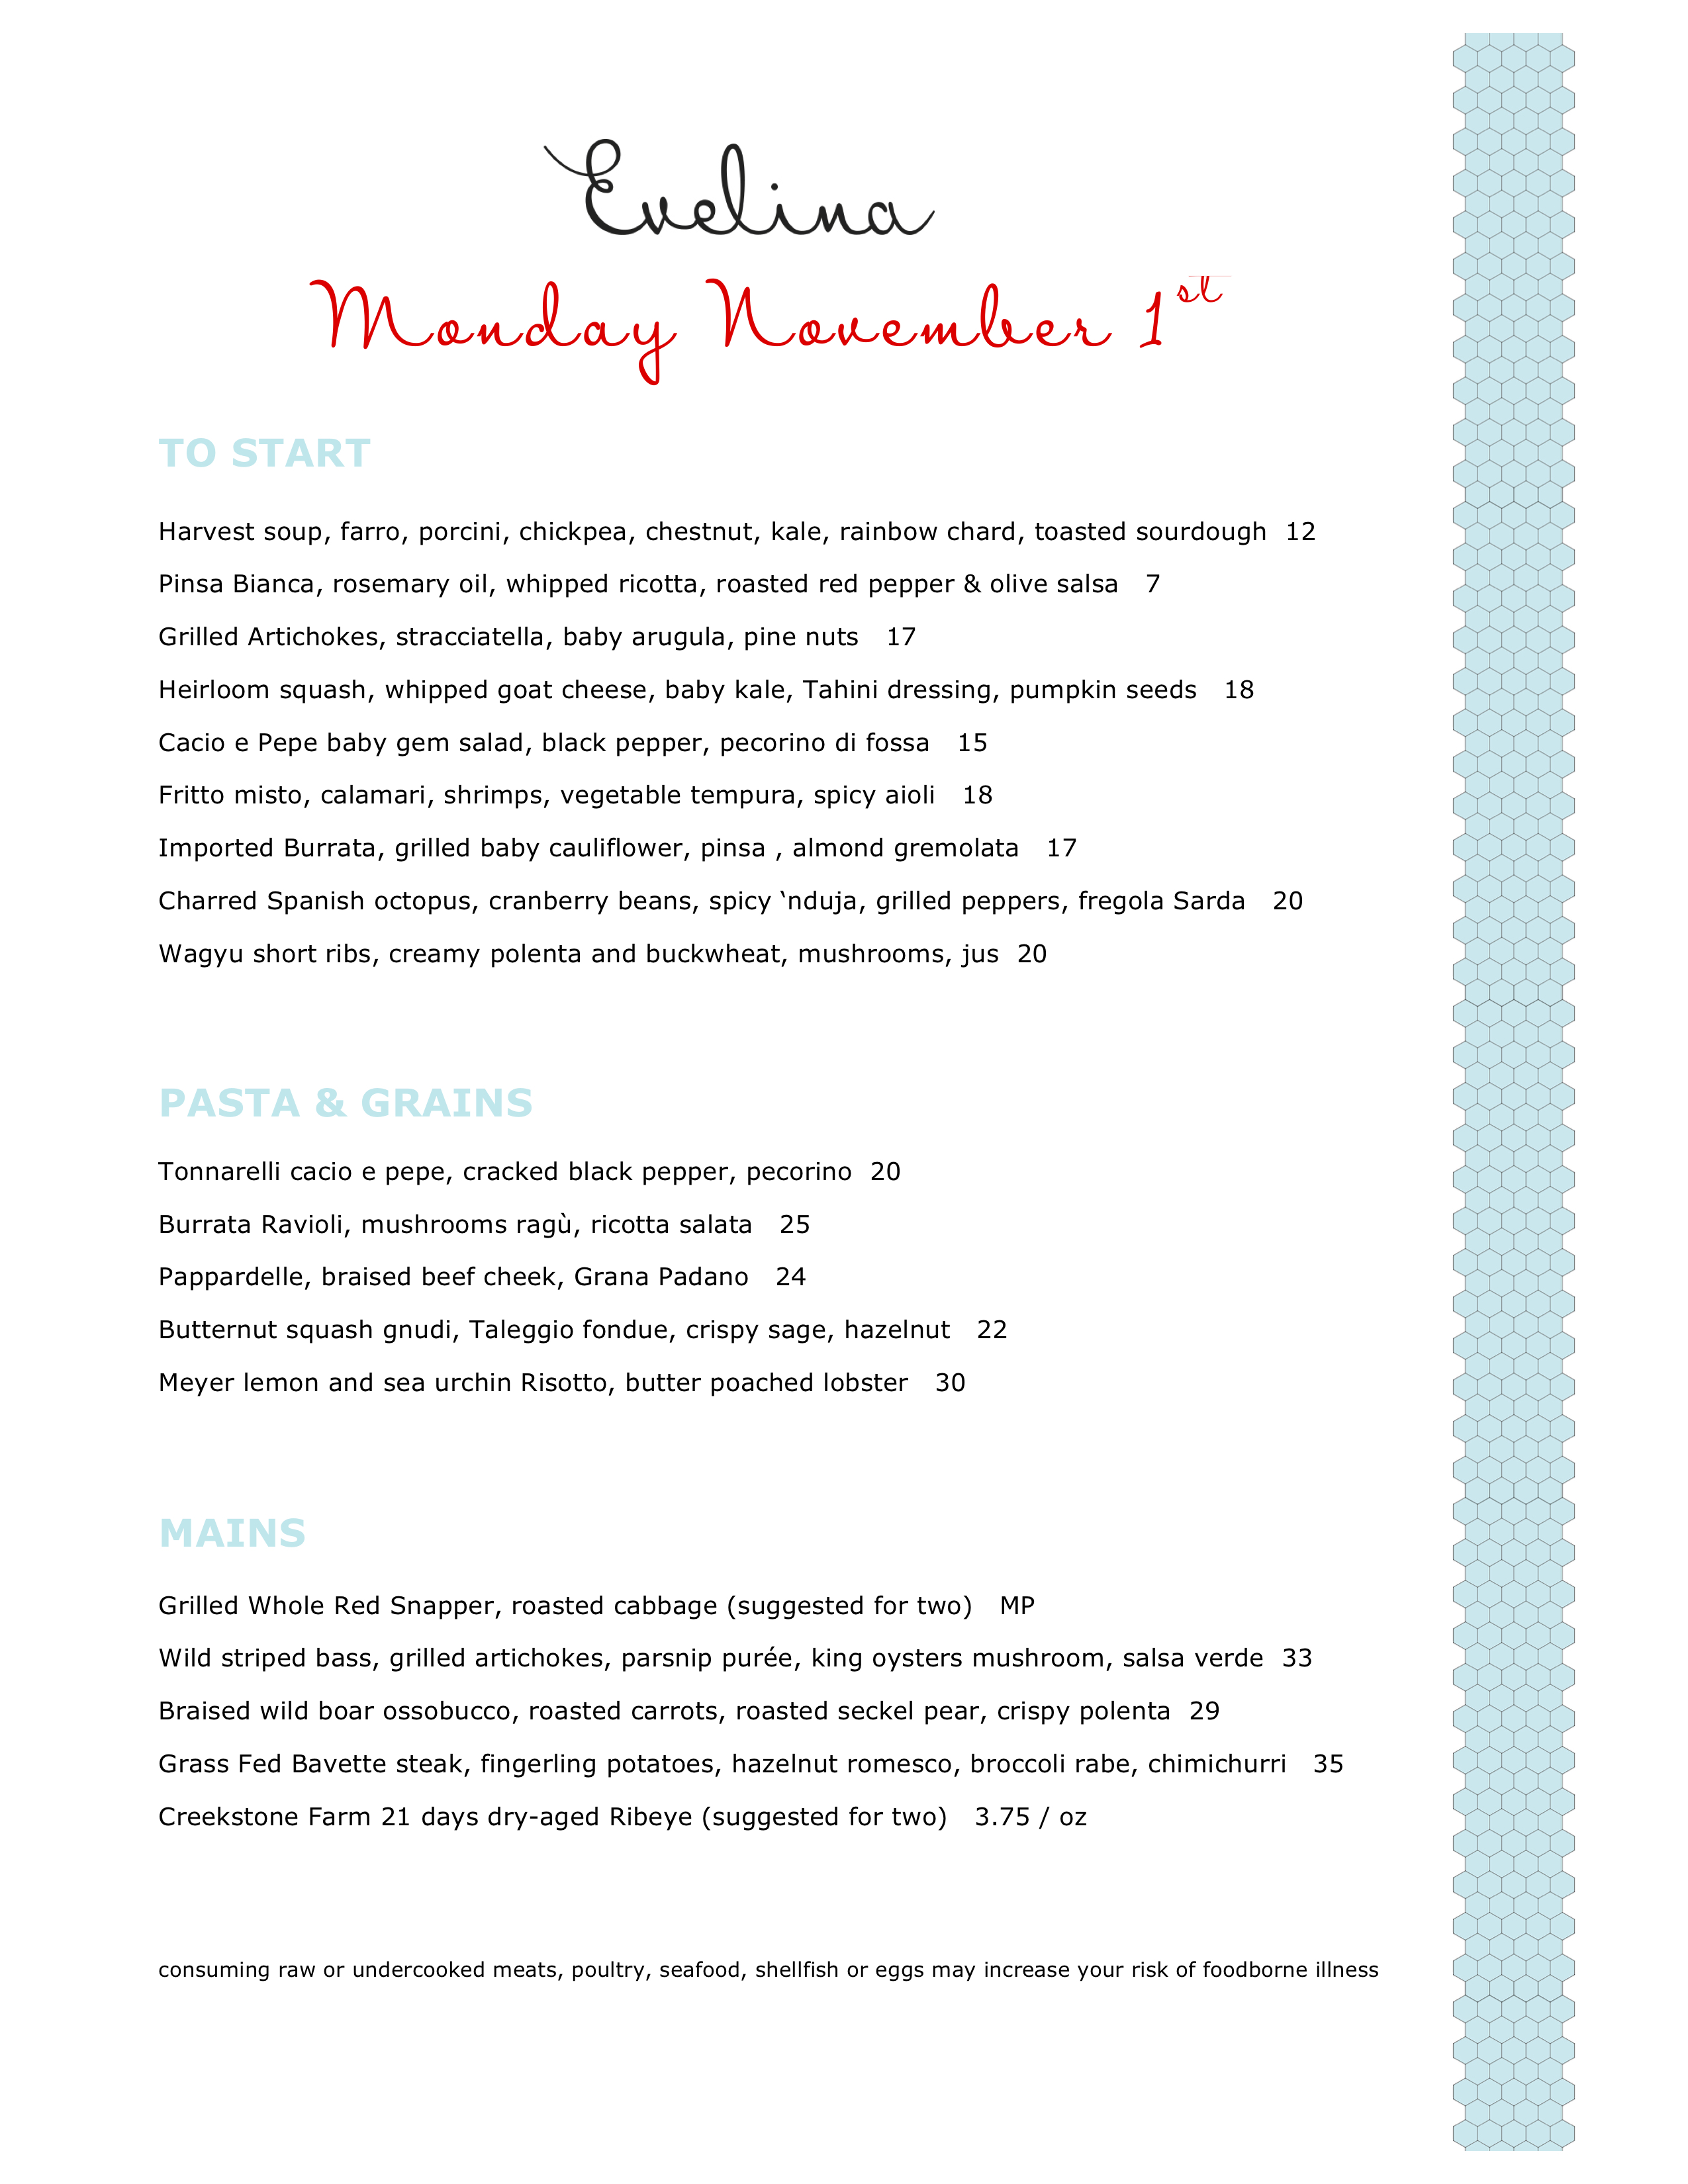 Evelina
Monday November 1st
TO START
Harvest soup, farro, porcini, chickpea, chestnut, kale, rainbow chard, toasted sourdough 12
Pinsa Bianca, rosemary oil, whipped ricotta, roasted red pepper & olive salsa 7
Grilled Artichokes, stracciatella, baby arugula, pine nuts 17
Heirloom squash, whipped goat cheese, baby kale, Tahini dressing, pumpkin seeds 18
Cacio e Pepe baby gem salad, black pepper, pecorino di fossa 15
Fritto misto, calamari, shrimps, vegetable tempura, spicy aioli 18
Imported Burrata, grilled baby cauliflower, pinsa , almond gremolata 17
Charred Spanish octopus, cranberry beans, spicy ‛nduja, grilled peppers, fregola Sarda 20
Wagyu short ribs, creamy polenta and buckwheat, mushrooms, jus 20
PASTA & GRAINS
Tonnarelli cacio e pepe, cracked black pepper, pecorino 20
Burrata Ravioli, mushrooms ragù, ricotta salata 25
Pappardelle, braised beef cheek, Grana Padano 24
Butternut squash gnudi, Taleggio fondue, crispy sage, hazelnut 22
Meyer lemon and sea urchin Risotto, butter poached lobster 30
MAINS
Grilled Whole Red Snapper, roasted cabbage (suggested for two) MP
Wild striped bass, grilled artichokes, parsnip purée, king oysters mushroom, salsa verde 33
Braised wild boar ossobucco, roasted carrots, roasted seckel pear, crispy polenta 29
Grass Fed Bavette steak, fingerling potatoes, hazelnut romesco, broccoli rabe, chimichurri 35
Creekstone Farm 21 days dry-aged Ribeye (suggested for two) 3.75 / oz
consuming raw or undercooked meats, poultry, seafood, shellfish or eggs may increase your risk of foodborne illness